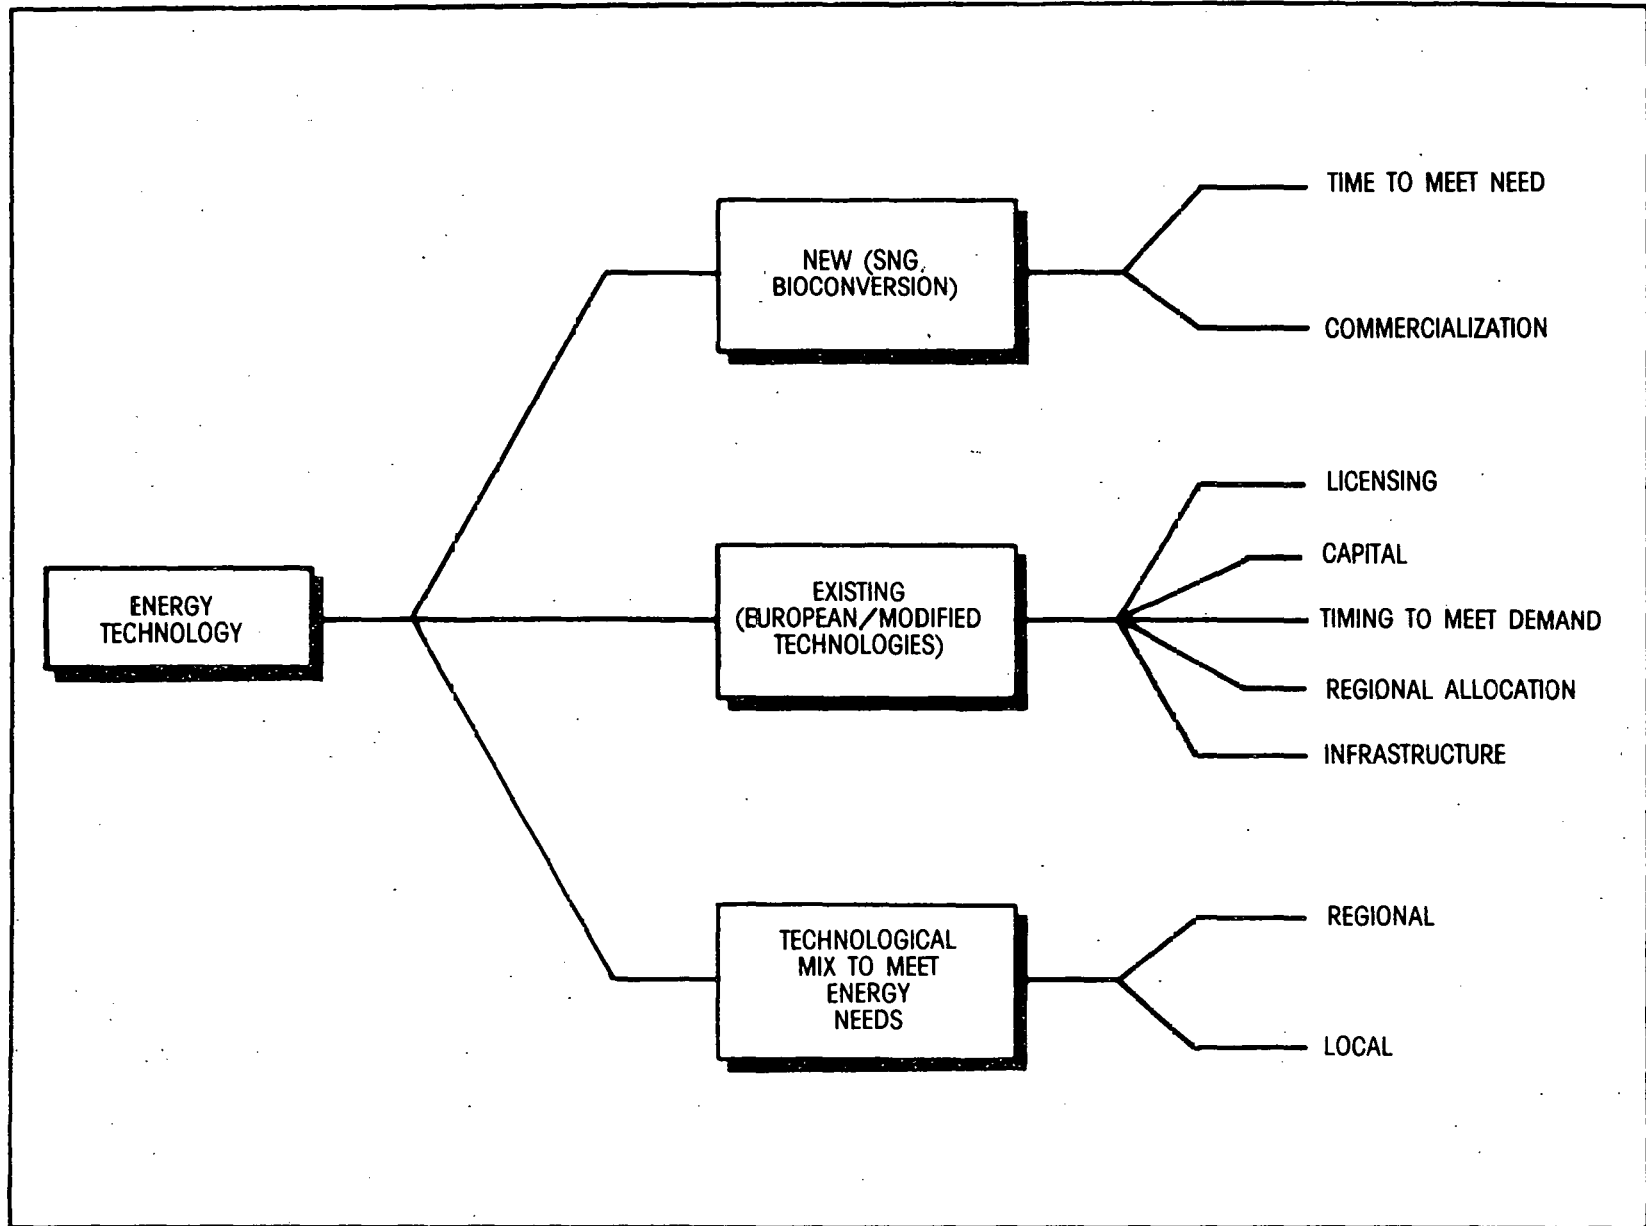 TIME TO MEET NEED
NEW (SNG,
BIOCONVERSION)
COMMERCIALIZATION
LICENSING
CAPITAL
EXISTING
(EUROPEAN/MODIFIED
TECHNOLOGIES)
ENERGY
TECHNOLOGY
TIMING TO MEET DEMAND
REGIONAL ALLOCATION
INFRASTRUCTURE
REGIONAL
TECHNOLOGICAL
MIX TO MEET
ENERGY
NEEDS
LOCAL